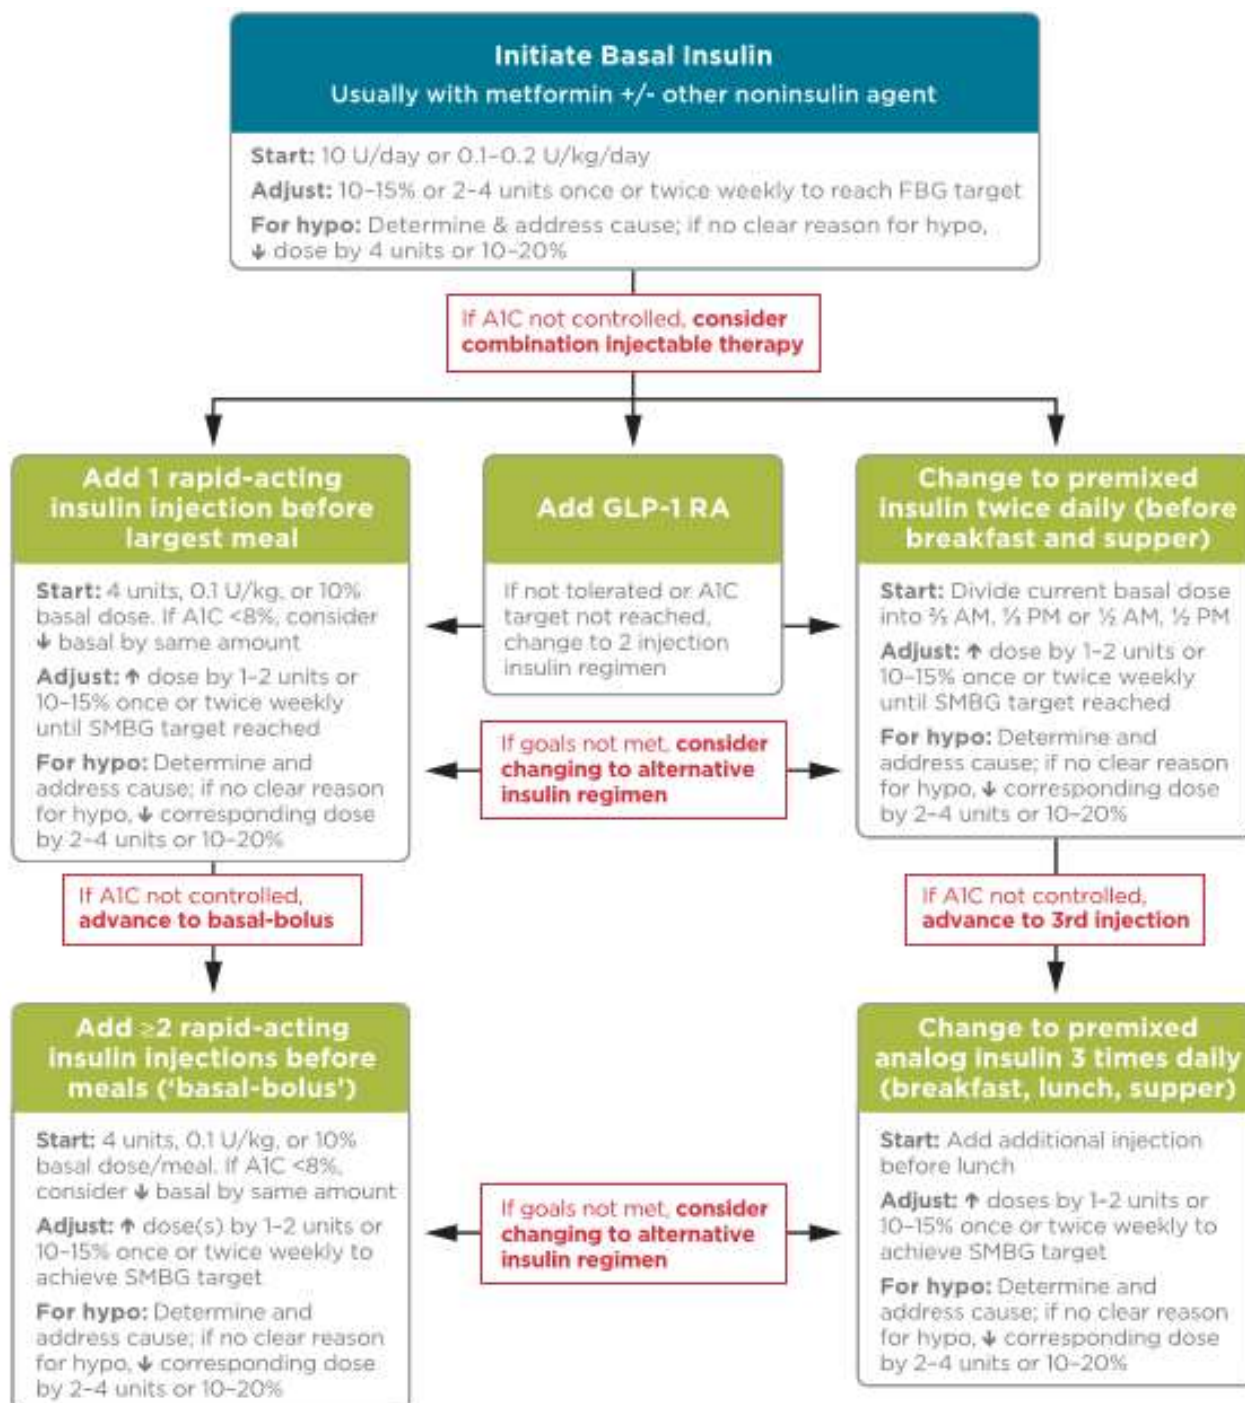 Initiate Basal Insulin
Usually with metformin +/- other noninsulin agent
Start: 10 U/day or 0.1–0.2 U/kg/day
Adjust: 10–15% or 2–4 units once or twice weekly to reach FBG target
For hypo: Determine & address cause; if no clear reason for hypo,
↓ dose by 4 units or 10–20%
If A1C not controlled, consider
combination injectable therapy
Add 1 rapid-acting
insulin injection before
largest meal
Start: 4 units, 0.1 U/kg, or 10%
basal dose. If A1C <8%, consider
↓ basal by same amount
Adjust: ↑ dose by 1–2 units or
10–15% once or twice weekly
until SMBG target reached
For hypo: Determine and
address cause; if no clear reason
for hypo, ↓ corresponding dose
by 2–4 units or 10–20%
Add GLP-1 RA
If not tolerated or A1C
target not reached,
change to 2 injection
insulin regimen
Change to premixed
insulin twice daily (before
breakfast and supper)
Start: Divide current basal dose
into ⅔ AM, ⅓ PM or ½ AM, ½ PM
Adjust: ↑ dose by 1–2 units or
10–15% once or twice weekly
until SMBG target reached
For hypo: Determine and
address cause; if no clear reason
for hypo, ↓ corresponding dose
by 2–4 units or 10–20%
If goals not met, consider
changing to alternative
insulin regimen
If A1C not controlled,
advance to basal-bolus
If A1C not controlled,
advance to 3rd injection
Add ≥2 rapid-acting
insulin injections before
meals (‘basal-bolus’)
Start: 4 units, 0.1 U/kg, or 10%
basal dose/meal. If A1C <8%,
consider ↓ basal by same amount
Adjust: ↑ dose(s) by 1–2 units or
10–15% once or twice weekly to
achieve SMBG target
For hypo: Determine and
address cause; if no clear reason
for hypo, ↓ corresponding dose
by 2–4 units or 10–20%
If goals not met, consider
changing to alternative
insulin regimen
Change to premixed
analog insulin 3 times daily
(breakfast, lunch, supper)
Start: Add additional injection
before lunch
Adjust: ↑ doses by 1–2 units or
10–15% once or twice weekly to
achieve SMBG target
For hypo: Determine and
address cause; if no clear reason
for hypo, ↓ corresponding dose
by 2–4 units or 10–20%